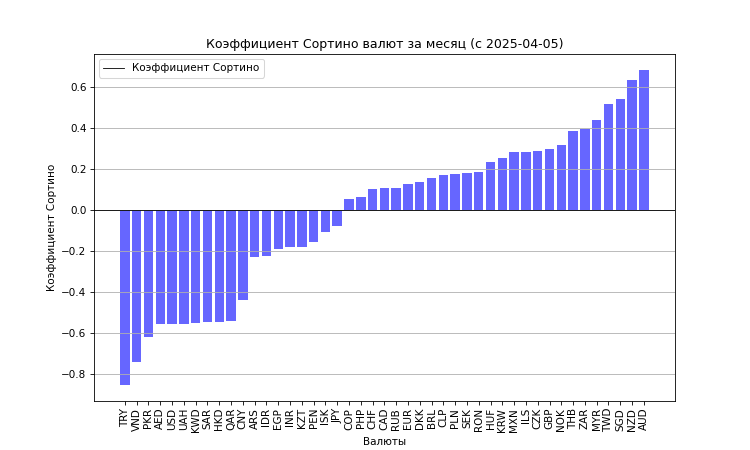 Коэффициент Сортино валют за месяц (с 2025-04-05)
Коэффициент Сортино
0.6
0.4
0.2
0.0
−0.2
−0.4
−0.6
−0.8
Коэффициент Сортино
TRY
VND
PKR
AED
USD
UAH
KWD
SAR
HKD
QAR
CNY
ARS
IDR
EGP
INR
KZT
PEN
ISK
JPY
COP
PHP
CHF
CAD
RUB
EUR
DKK
BRL
CLP
PLN
SEK
RON
HUF
KRW
MXN
ILS
CZK
GBP
NOK
THB
ZAR
MYR
TWD
SGD
NZD
AUD
Валюты